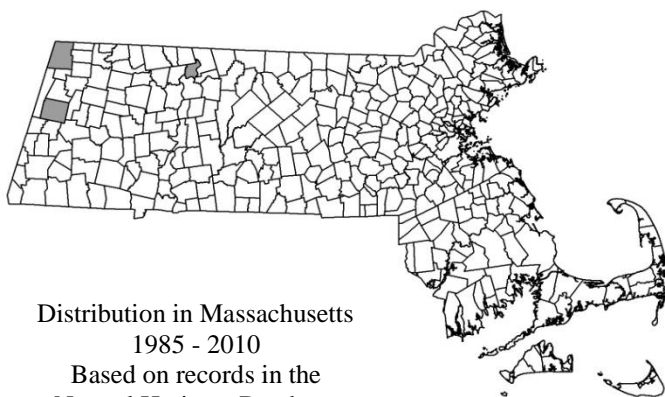 Distribution in Massachusetts
1985 - 2010
Based on records in the